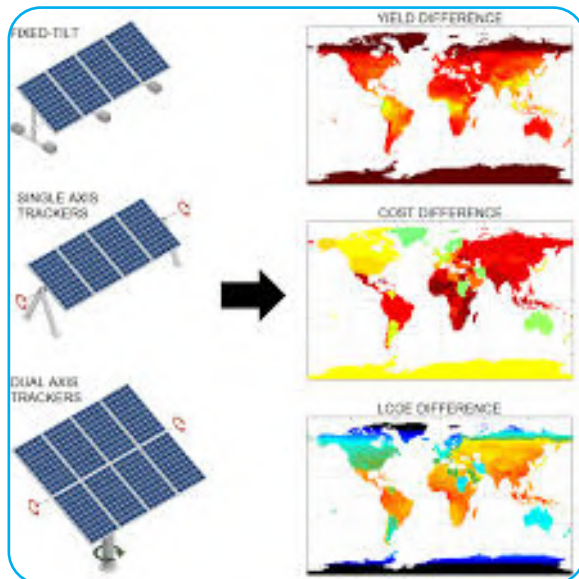 FIXED-TILT
YIELD DIFFERENCE
SINGLE AXIS
TRACKERS
COST DIFFERENCE
DUAL AXIS
TRACKERS
LCOE DIFFERENCE